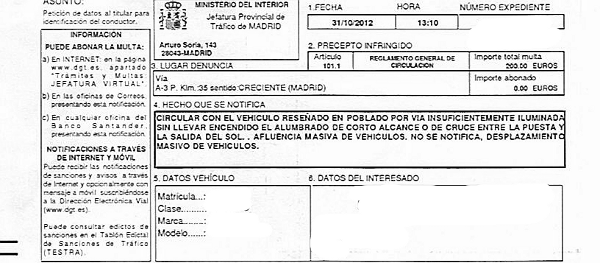 ASUNTO:
Petición de datos al titular para
identificación del conductor.
INFORMACIÓN
PUEDE ABONAR LA MULTA:
a) En INTERNET: en la página
www.dgt.es, apartado
"Trámites y Multas:
JEFATURA VIRTUAL"
b) En las oficinas de Correos,
presentando esta notificación.
c) En cualquier oficina del
Banco Santander,
presentando esta notificación.
NOTIFICACIONES A TRAVÉS
DE INTERNET Y MÓVIL
Puede recibir las notificaciones
de sanciones y avisos a través
de Internet y opcionalmente con
mensaje a móvil suscribiéndose
a la Dirección Electrónica Vial
(www.dgt.es).
Puede consultar edictos de
sanciones en el Tablón Edictal
de Sanciones de Tráfico
(TESTRA).
MINISTERIO DEL INTERIOR
Jefatura Provincial de
Tráfico de MADRID
Arturo Soria, 143
28043-MADRID
1.FECHA HORA NÚMERO EXPEDIENTE
31/10/2012 13:10
2. PRECEPTO INFRINGIDO
Artículo REGLAMENTO GENERAL DE CIRCULACION Importe total multa
101.1 200.00 EUROS
Importe abonado
0.00 EUROS
3. LUGAR DENUNCIA
Vía
A-3 P. Klm.:35 sentido:CRECIENTE (MADRID)
4. HECHO QUE SE NOTIFICA
CIRCULAR CON EL VEHICULO RESEÑADO EN POBLADO POR VIA INSUFICIENTEMENTE ILUMINADA
SIN LLEVAR ENCENDIDO EL ALUMBRADO DE CORTO ALCANCE O DE CRUCE ENTRE LA PUESTA Y
LA SALIDA DEL SOL. . AFLUENCIA MASIVA DE VEHICULOS. NO SE NOTIFICA, DESPLAZAMIENTO
MASIVO DE VEHICULOS.
5. DATOS VEHÍCULO
Matrícula...:
Clase.........:
Marca........:
Modelo......:
6. DATOS DEL INTERESADO